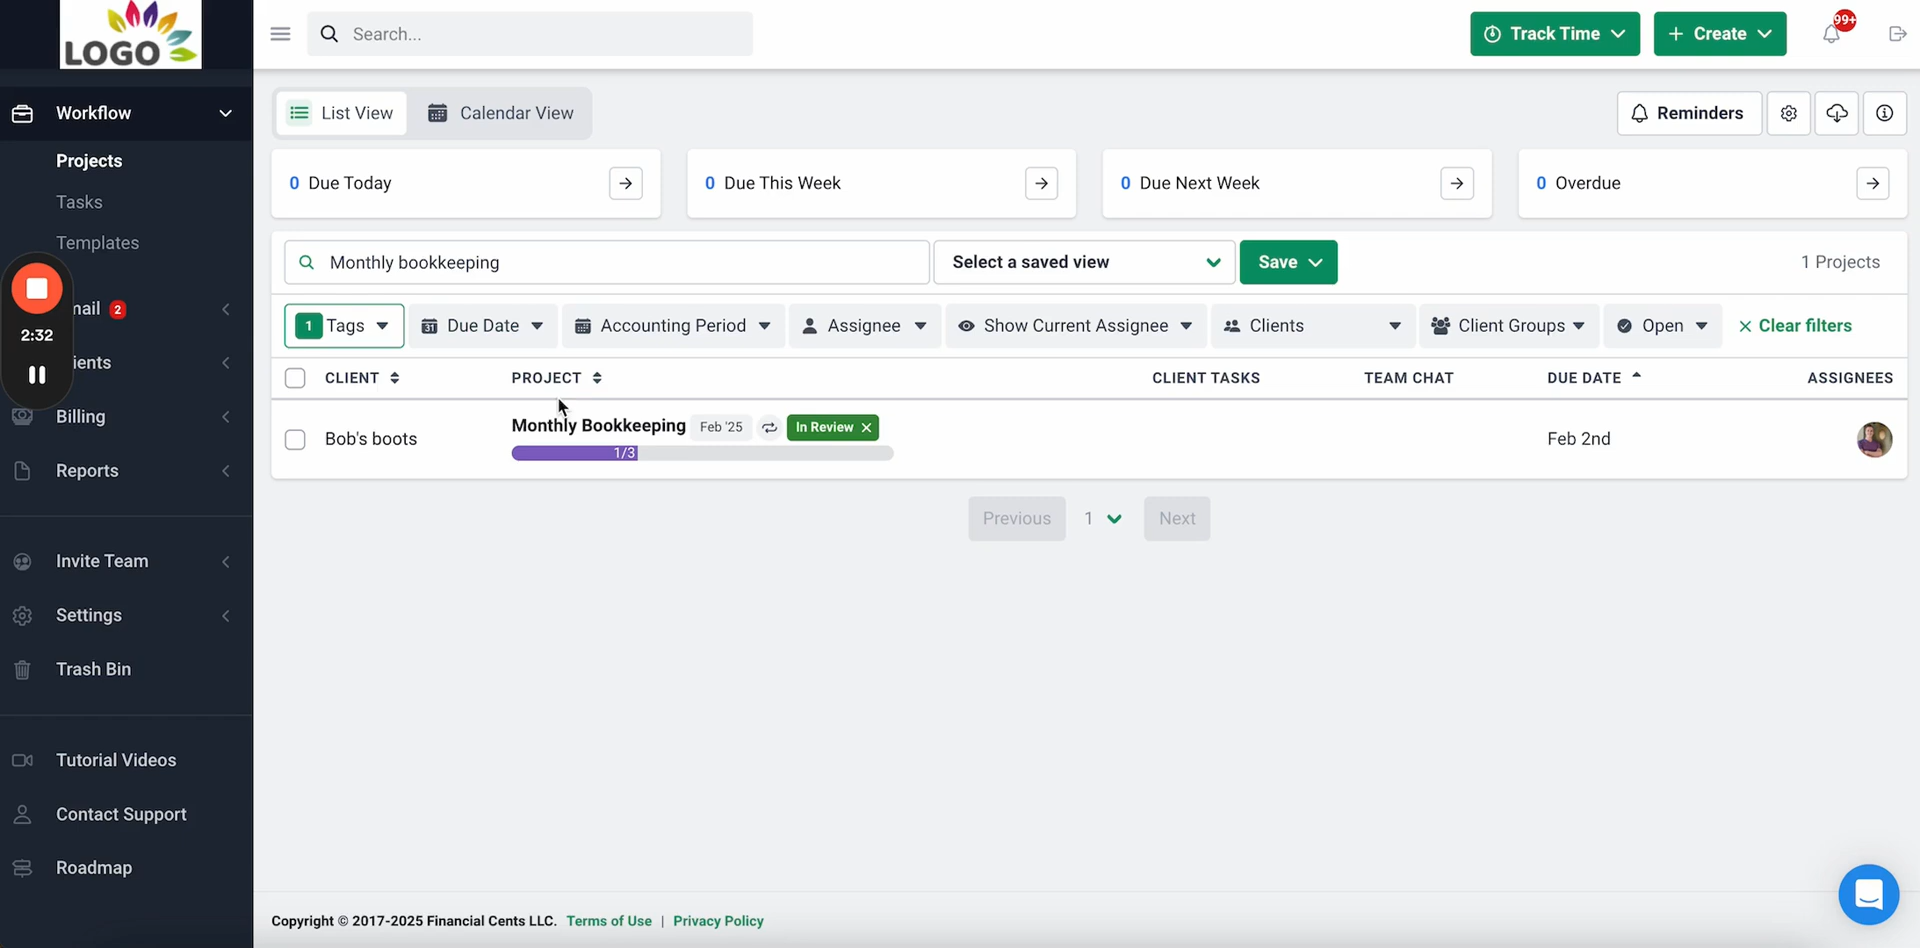 LOGO
Search...
Track Time
Create
99+
Workflow
Projects
Tasks
Templates
mail 2
2:32
ients
Billing
Reports
Invite Team
Settings
Trash Bin
Tutorial Videos
Contact Support
Roadmap
List View
Calendar View
Reminders
0 Due Today
0 Due This Week
0 Due Next Week
0 Overdue
Monthly bookkeeping
Select a saved view
Save
1 Projects
1 Tags
31 Due Date
Accounting Period
Assignee
Show Current Assignee
Clients
Client Groups
Open
Clear filters
CLIENT
PROJECT
CLIENT TASKS
TEAM CHAT
DUE DATE
ASSIGNEES
Bob's boots
Monthly Bookkeeping
Feb '25
In Review
1/3
Feb 2nd
Previous
1
Next
Copyright © 2017-2025 Financial Cents LLC. Terms of Use | Privacy Policy